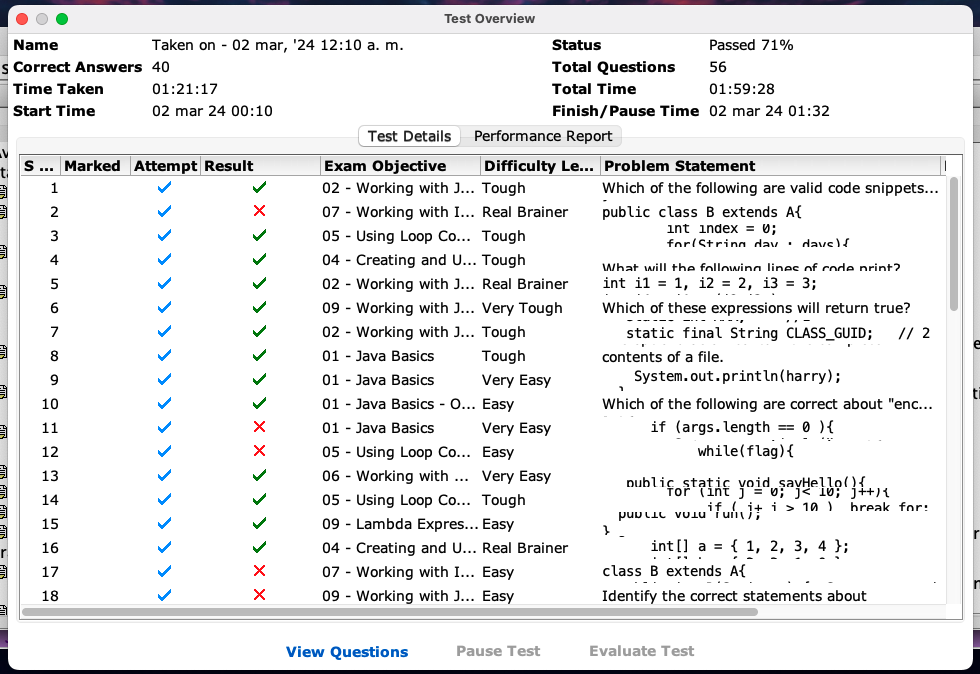 Test Overview
Name Taken on - 02 mar, '24 12:10 a. m. Status Passed 71%
Correct Answers 40 Total Questions 56
Time Taken 01:21:17 Total Time 01:59:28
Start Time 02 mar 24 00:10 Finish/Pause Time 02 mar 24 01:32
Test Details Performance Report
S ... Marked Attempt Result Exam Objective Difficulty Le... Problem Statement
1 02 - Working with J... Tough Which of the following are valid code snippets...
2 07 - Working with I... Real Brainer public class B extends A{
3 05 - Using Loop Co... Tough int index = 0;
for(String day : days){
4 04 - Creating and U... Tough What will the following lines of code print?
5 02 - Working with J... Real Brainer int i1 = 1, i2 = 2, i3 = 3;
6 09 - Working with J... Very Tough Which of these expressions will return true?
7 02 - Working with J... Tough static final String CLASS_GUID; // 2
8 01 - Java Basics Tough contents of a file.
9 01 - Java Basics Very Easy System.out.println(harry);
}
10 01 - Java Basics - O... Easy Which of the following are correct about "enc...
11 01 - Java Basics Very Easy if (args.length == 0 ){
12 05 - Using Loop Co... Easy while(flag){
13 06 - Working with ... Very Easy public static void sayHello(){
14 05 - Using Loop Co... Tough for (int j = 0; j< 10; j++){
if ( j+ i > 10 ) break for;
15 09 - Lambda Expres... Easy public void run();
}
16 04 - Creating and U... Real Brainer int[] a = { 1, 2, 3, 4 };
17 07 - Working with I... Easy class B extends A{
18 09 - Working with J... Easy Identify the correct statements about
View Questions Pause Test Evaluate Test